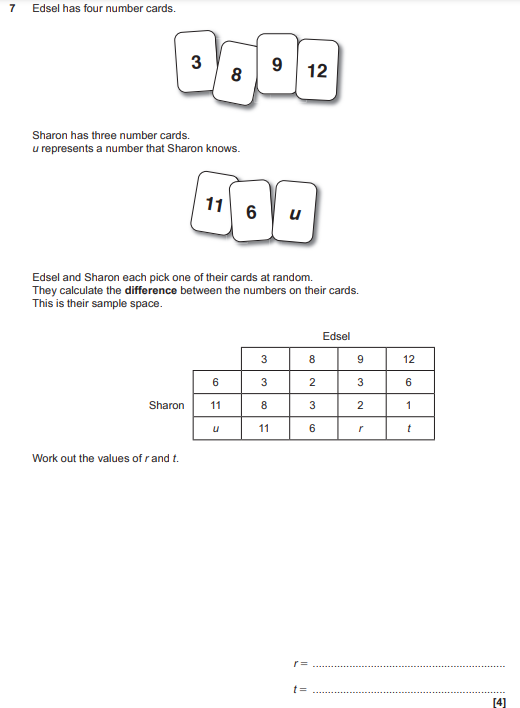 7 Edsel has four number cards.
3 8 9 12
Sharon has three number cards.
u represents a number that Sharon knows.
11 6 u
Edsel and Sharon each pick one of their cards at random.
They calculate the difference between the numbers on their cards.
This is their sample space.
Edsel
3 8 9 12
6 3 2 3 6
Sharon 11 8 3 2 1
u 11 6 r t
Work out the values of r and t.
r = ................................................................
t = ................................................................
[4]